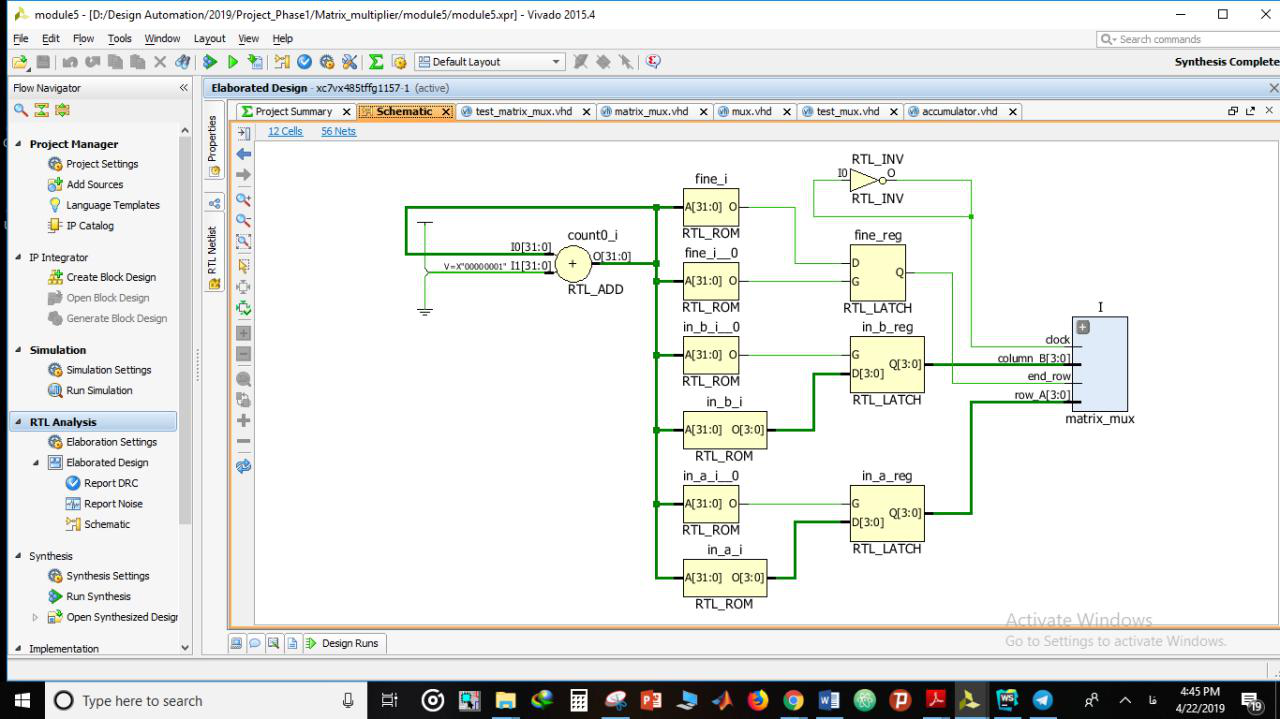 module5 - [D:/Design Automation/2019/Project_Phase1/Matrix_multiplier/module5/module5.xpr] - Vivado 2015.4
File Edit Flow Tools Window Layout View Help
Search commands
Default Layout
Synthesis Complete
Flow Navigator
Elaborated Design - xc7vx485tffg1157-1 (active)
Project Summary Schematic test_matrix_mux.vhd matrix_mux.vhd mux.vhd test_mux.vhd accumulator.vhd
12 Cells 56 Nets
Properties
RTL Netlist
Project Manager
Project Settings
Add Sources
Language Templates
IP Catalog
IP Integrator
Create Block Design
Open Block Design
Generate Block Design
Simulation
Simulation Settings
Run Simulation
RTL Analysis
Elaboration Settings
Elaborated Design
Report DRC
Report Noise
Schematic
Synthesis
Synthesis Settings
Run Synthesis
Open Synthesized Desigr
Implementation
RTL_INV
I0 O
RTL_INV
fine_i
A[31:0] O
RTL_ROM
count0_i
I0[31:0]
V=X"00000001" I1[31:0]
+
O[31:0]
RTL_ADD
fine_i__0
A[31:0] O
RTL_ROM
fine_reg
D
G
Q
RTL_LATCH
in_b_i__0
A[31:0] O
RTL_ROM
in_b_reg
G
D[3:0]
Q[3:0]
RTL_LATCH
in_b_i
A[31:0] O[3:0]
RTL_ROM
in_a_i__0
A[31:0] O
RTL_ROM
in_a_reg
G
D[3:0]
Q[3:0]
RTL_LATCH
in_a_i
A[31:0] O[3:0]
RTL_ROM
I
clock
column_B[3:0]
end_row
row_A[3:0]
matrix_mux
Activate Windows
Go to Settings to activate Windows.
Design Runs
Type here to search
فا
4:45 PM
4/22/2019
19